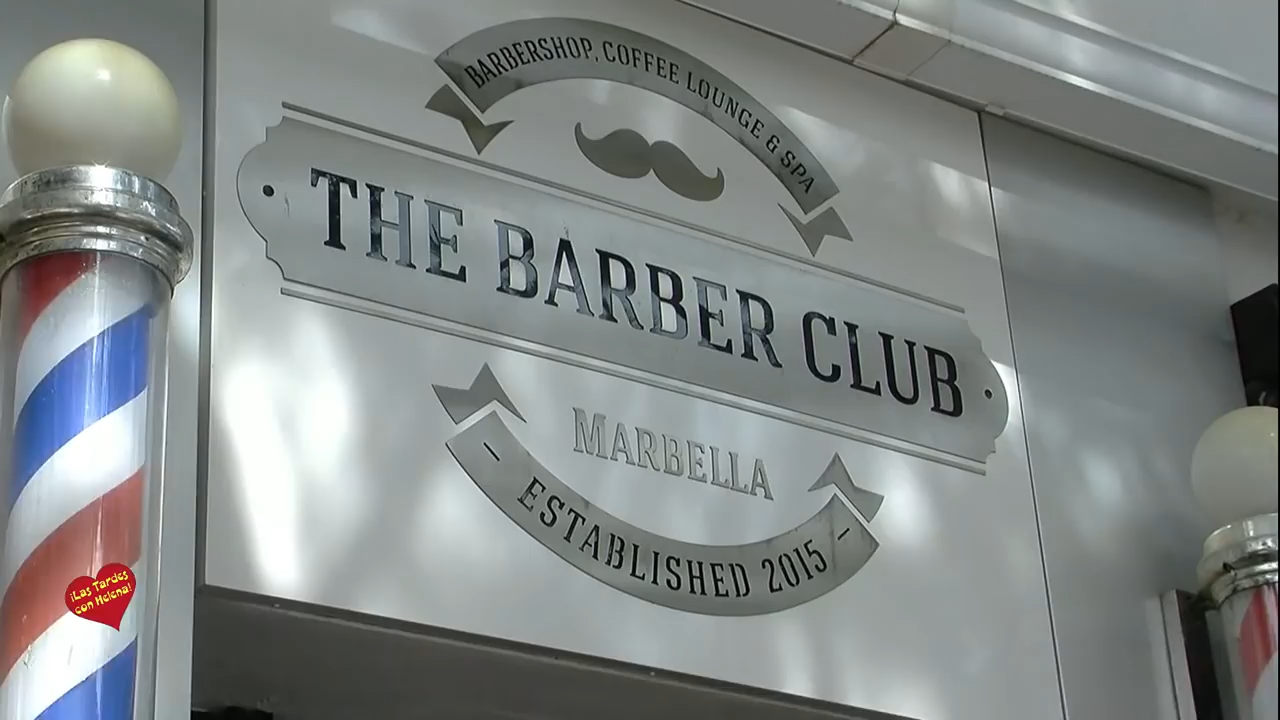 BARBERSHOP, COFFEE LOUNGE & SPA
THE BARBER CLUB
MARBELLA
- ESTABLISHED 2015 -
¡Las Tardes
con Helena!